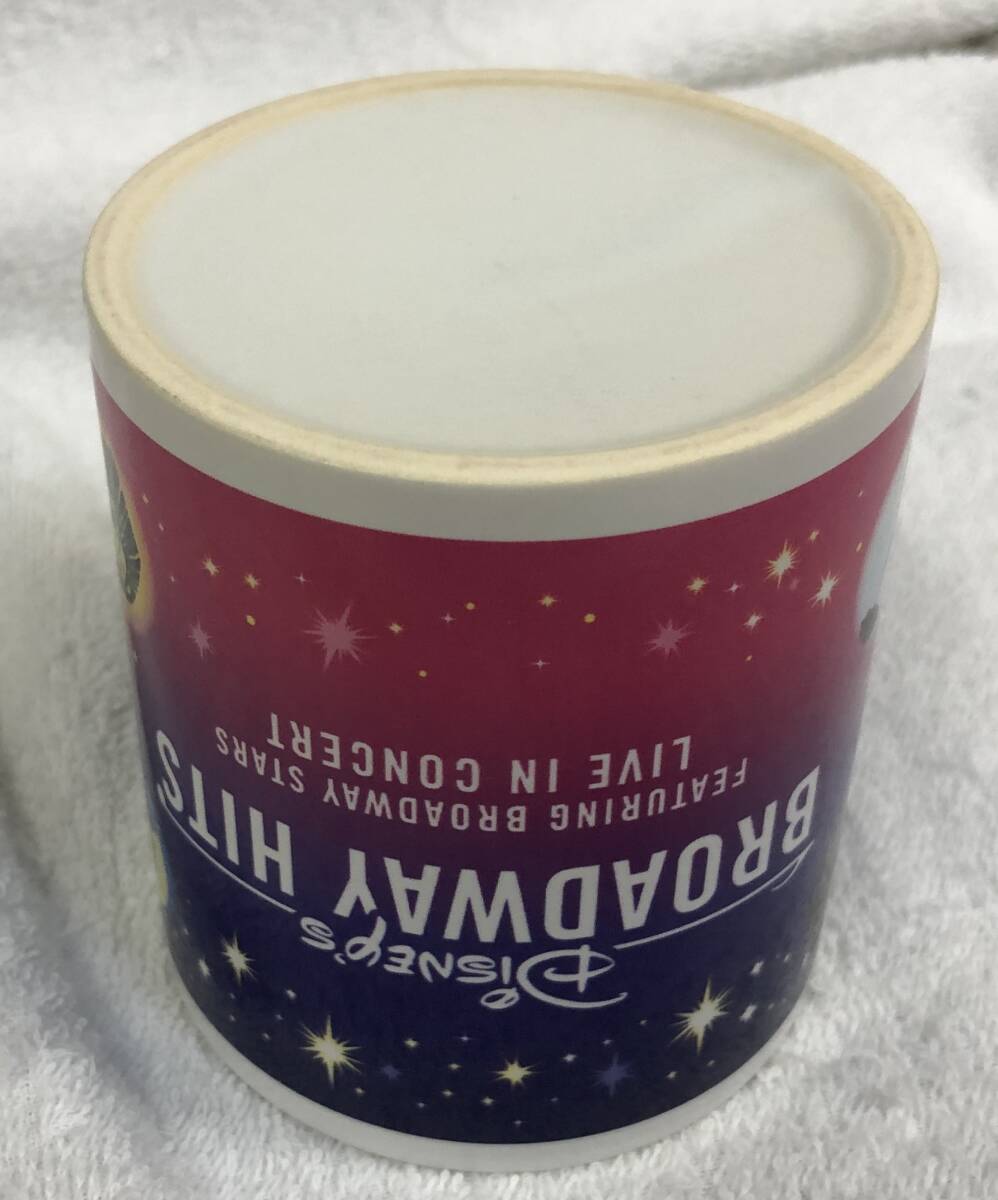 Disney's
BROADWAY HITS
FEATURING BROADWAY STARS
LIVE IN CONCERT